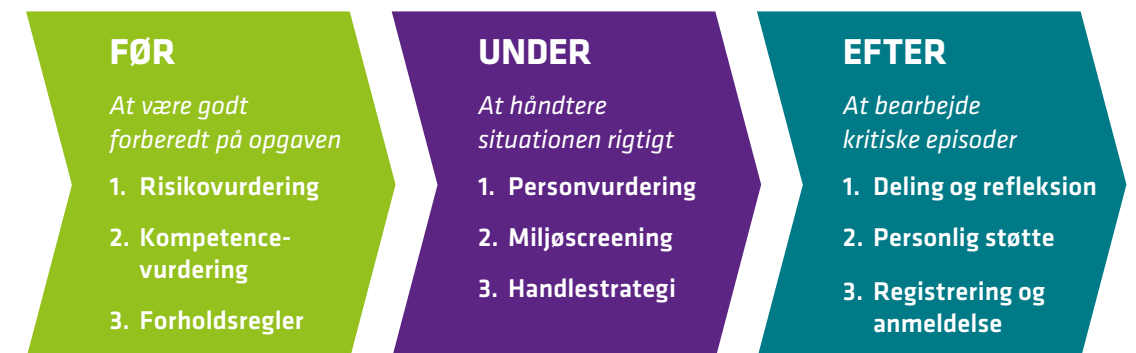 FØR
At være godt
forberedt på opgaven
1. Risikovurdering
2. Kompetence-
vurdering
3. Forholdsregler
UNDER
At håndtere
situationen rigtigt
1. Personvurdering
2. Miljøscreening
3. Handlestrategi
EFTER
At bearbejde
kritiske episoder
1. Deling og refleksion
2. Personlig støtte
3. Registrering og
anmeldelse